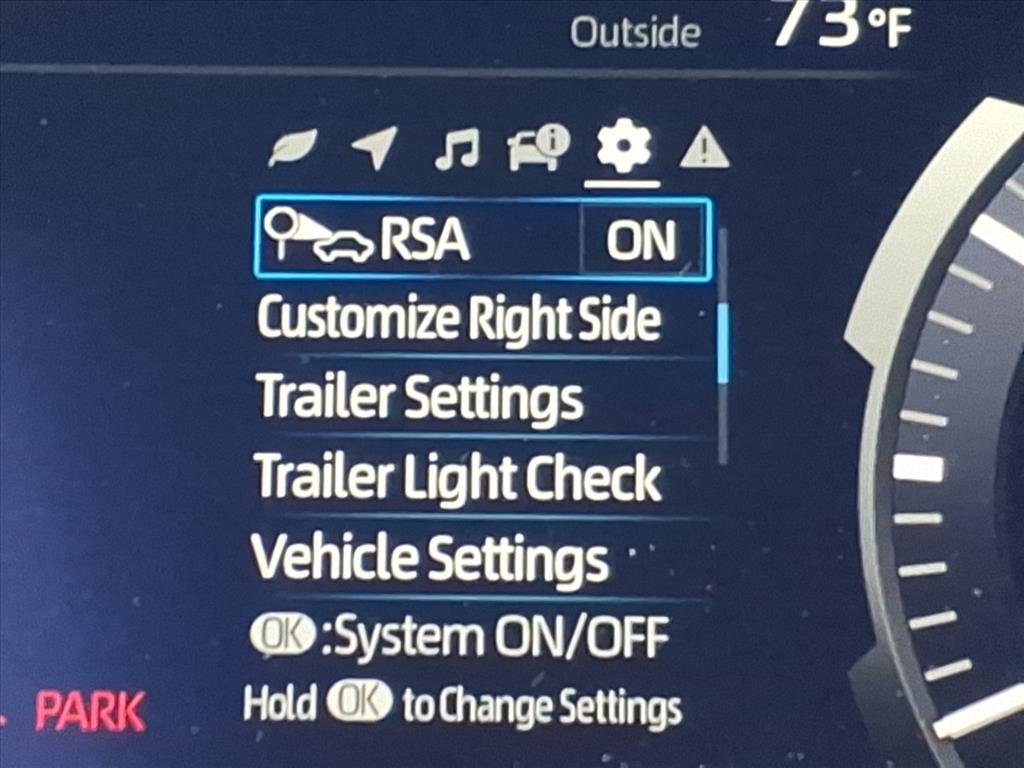 Outside 73°F
RSA ON
Customize Right Side
Trailer Settings
Trailer Light Check
Vehicle Settings
OK :System ON/OFF
Hold OK to Change Settings
PARK